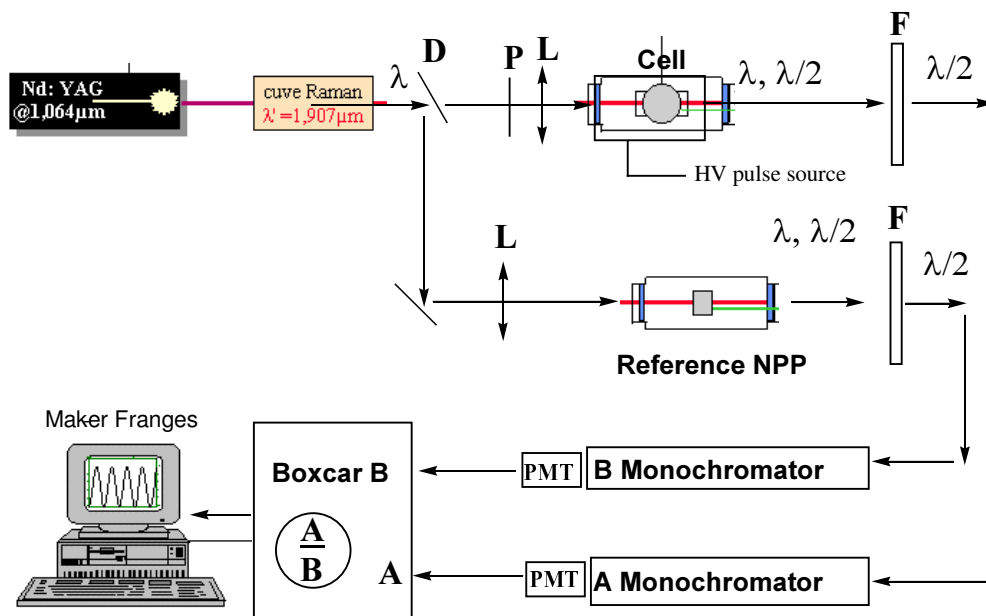 Nd: YAG
@1,064µm
cuve Raman
λ'=1,907µm
λ
D
P
L
Cell
λ, λ/2
F
λ/2
HV pulse source
L
λ, λ/2
F
λ/2
Reference NPP
Maker Franges
Boxcar B
A
B
A
PMT
B Monochromator
PMT
A Monochromator